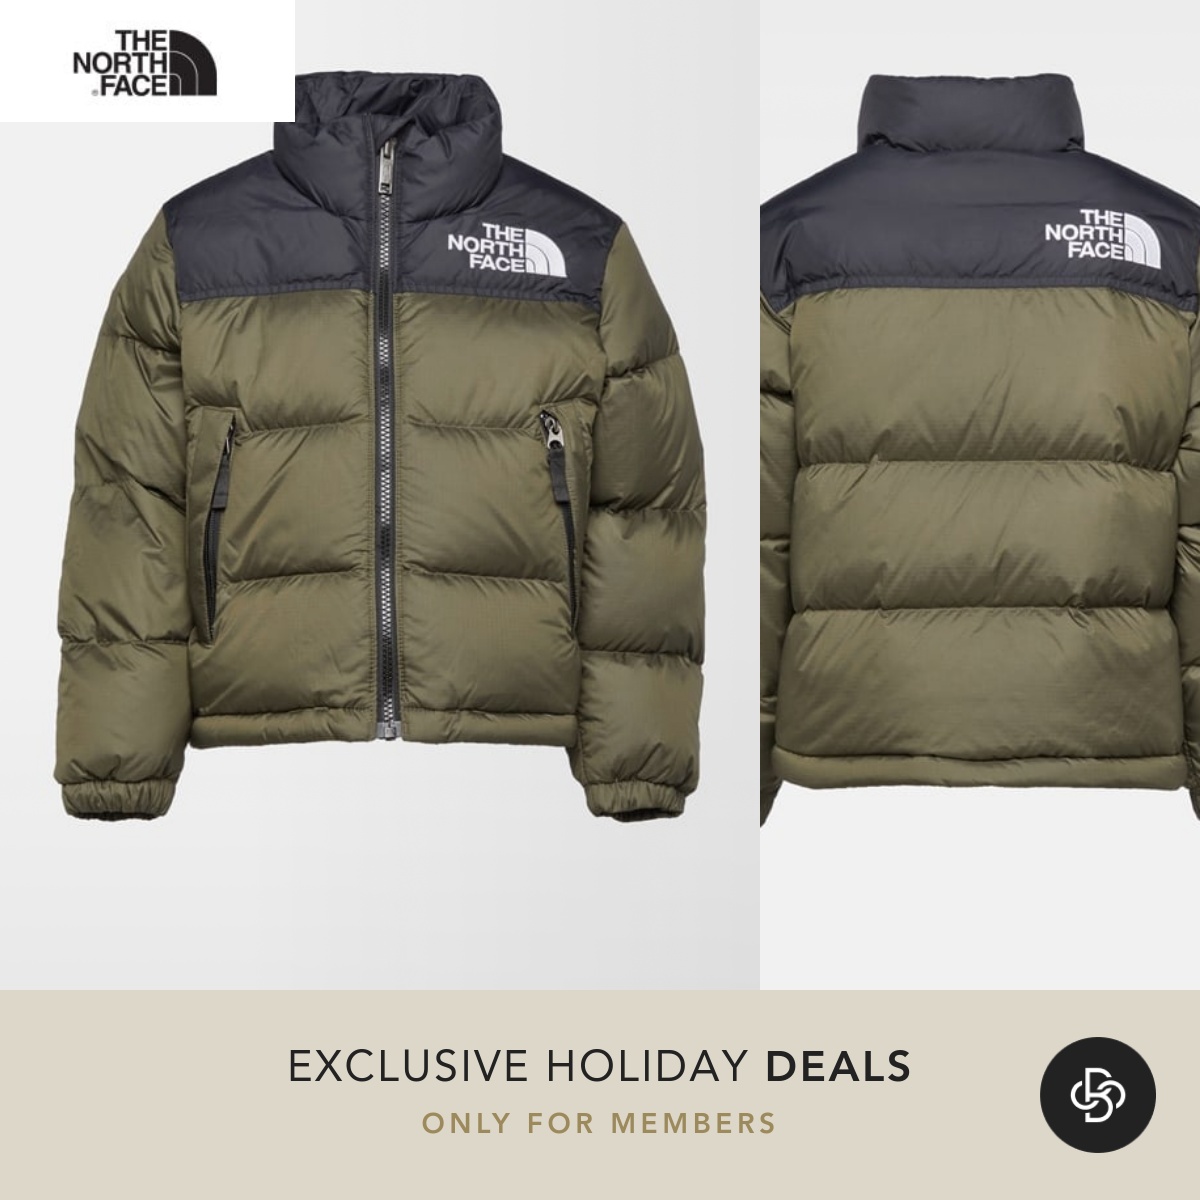 THE
NORTH
FACE
THE
NORTH
FACE
THE
NORTH
FACE
EXCLUSIVE HOLIDAY DEALS
ONLY FOR MEMBERS